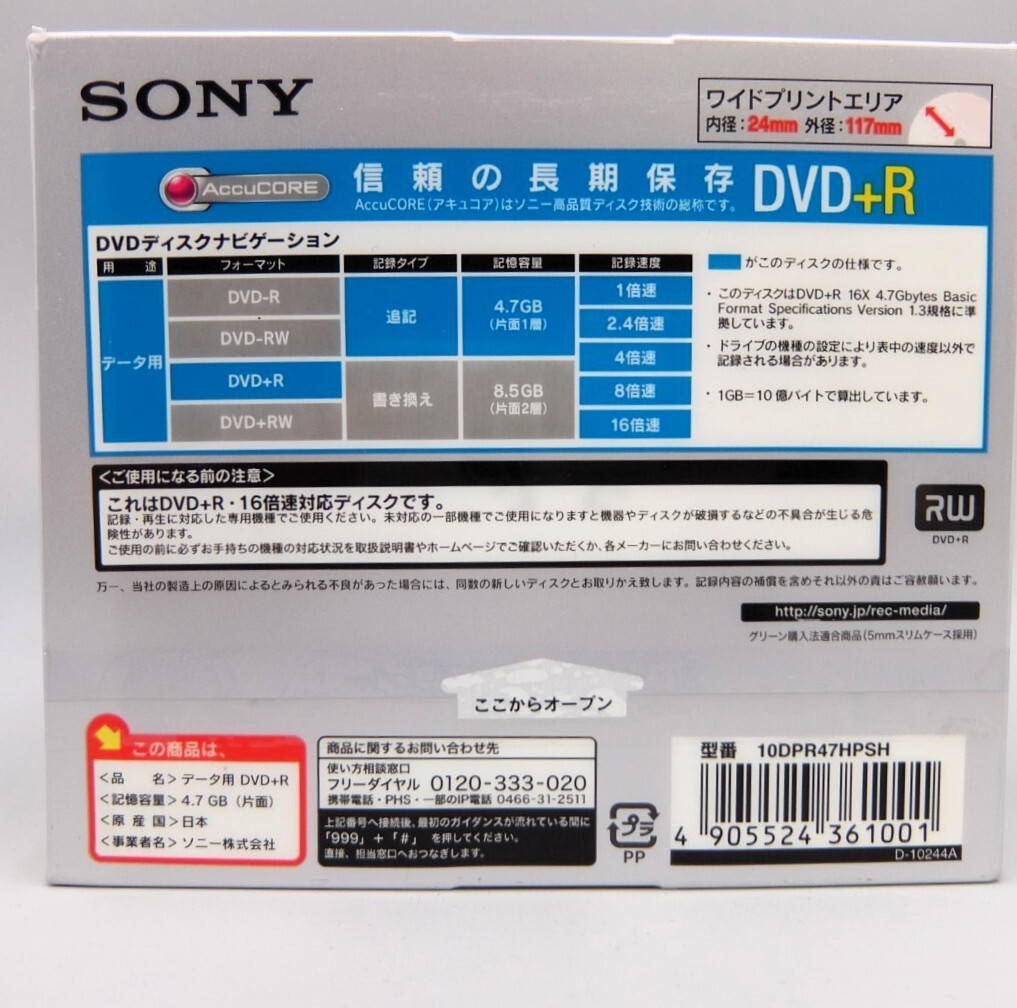 SONY
ワイドプリントエリア
内径:24mm 外径:117mm
AccuCORE
信頼の長期保存
AccuCORE(アキュコア)はソニー高品質ディスク技術の総称です。
DVD+R
DVDディスクナビゲーション
用途 フォーマット 記録タイプ 記憶容量 記録速度
データ用
DVD-R
DVD-RW
DVD+R
DVD+RW
追記
書き換え
4.7GB
(片面1層)
8.5GB
(片面2層)
1倍速
2.4倍速
4倍速
8倍速
16倍速
がこのディスクの仕様です。
・このディスクはDVD+R 16X 4.7Gbytes Basic
Format Specifications Version 1.3規格に準
拠しています。
・ドライブの機種の設定により表中の速度以外で
記録される場合があります。
・1GB=10億バイトで算出しています。
<ご使用になる前の注意>
これはDVD+R・16倍速対応ディスクです。
記録・再生に対応した専用機種でご使用ください。未対応の一部機種でご使用になりますと機器やディスクが破損するなどの不具合が生じる危
険性があります。
ご使用の前に必ずお手持ちの機種の対応状況を取扱説明書やホームページでご確認いただくか、各メーカーにお問い合わせください。
RW
DVD+R
万一、当社の製造上の原因によるとみられる不良があった場合には、同数の新しいディスクとお取りかえ致します。記録内容の補償を含めそれ以外の責はご容赦願います。
http://sony.jp/rec-media/
グリーン購入法適合商品(5mmスリムケース採用)
ここからオープン
この商品は、
<品名>データ用 DVD+R
<記憶容量>4.7 GB(片面)
<原産国>日本
<事業者名>ソニー株式会社
商品に関するお問い合わせ先
使い方相談窓口
フリーダイヤル 0120-333-020
携帯電話・PHS・一部のIP電話 0466-31-2511
上記番号へ接続後、最初のガイダンスが流れている間に
「999」+「#」を押してください。
直接、担当窓口へおつなぎします。
プラ
PP
型番 10DPR47HPSH
4 905524 361001
D-10244A